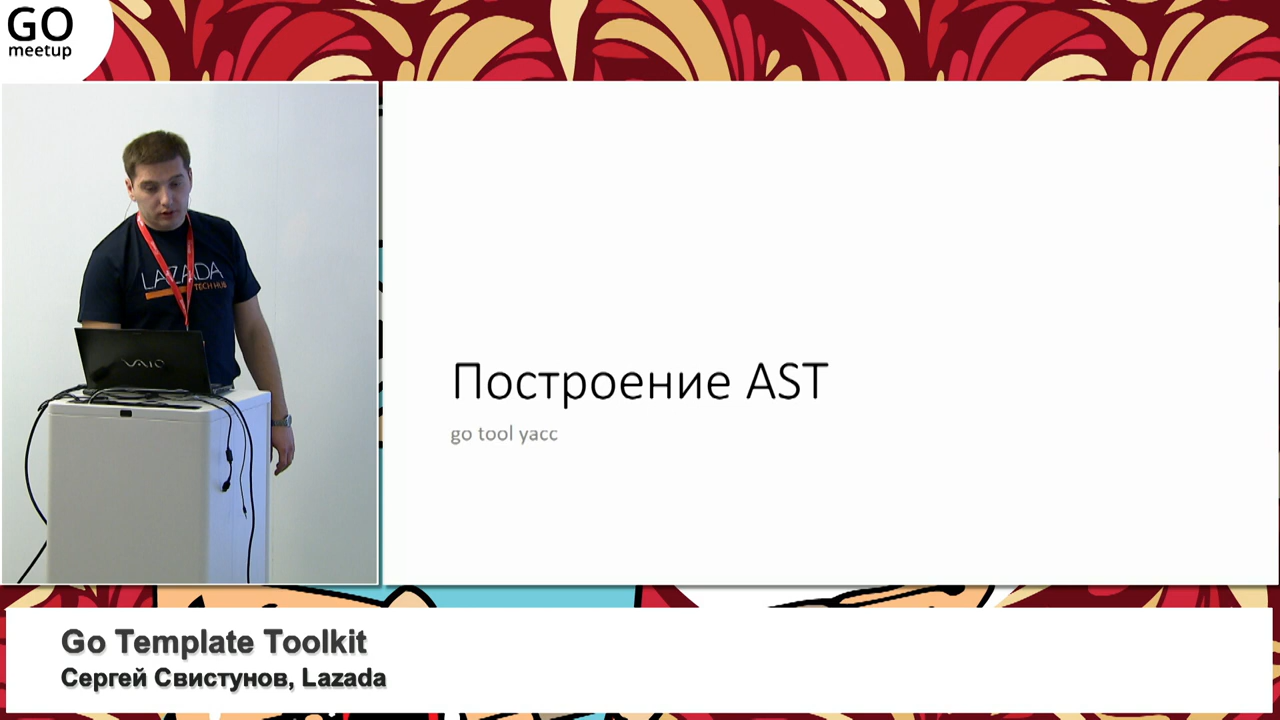 GO
meetup
LAZADA
TECH HUB
VAIO
Построение AST
go tool yacc
Go Template Toolkit
Сергей Свистунов, Lazada